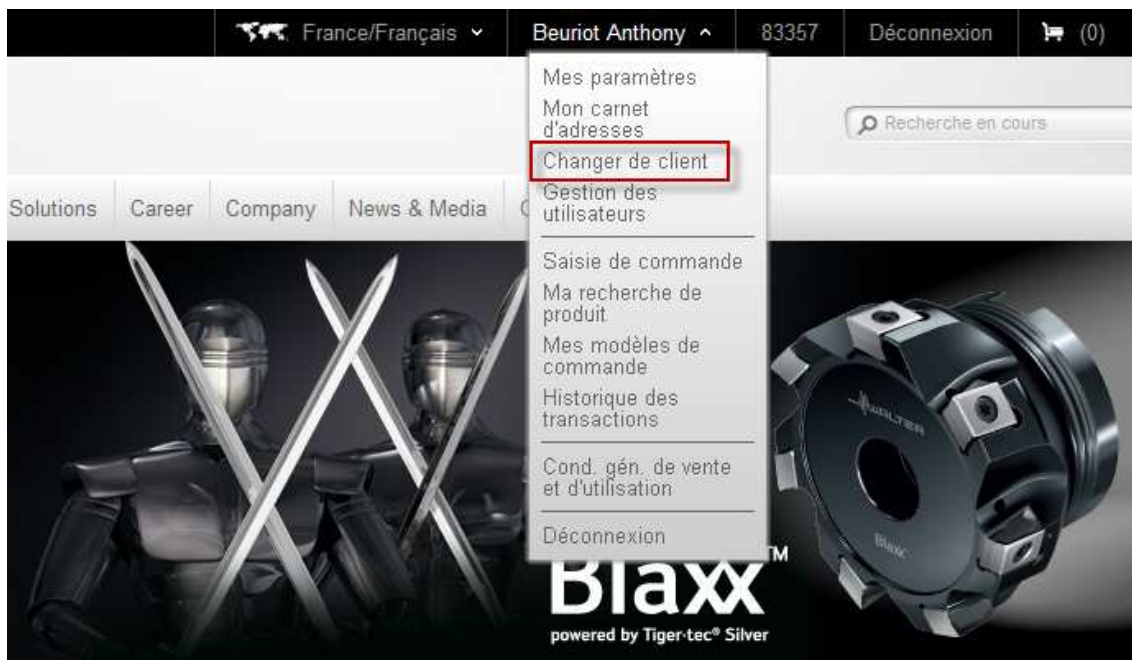 France/Français
Beuriot Anthony
83357
Déconnexion
(0)
Mes paramètres
Mon carnet
d'adresses
Changer de client
Gestion des
utilisateurs
Saisie de commande
Ma recherche de
produit
Mes modèles de
commande
Historique des
transactions
Cond. gén. de vente
et d'utilisation
Déconnexion
Recherche en cours
Solutions
Career
Company
News & Media
WALTER
Blaxx
Blaxx™
powered by Tiger·tec® Silver